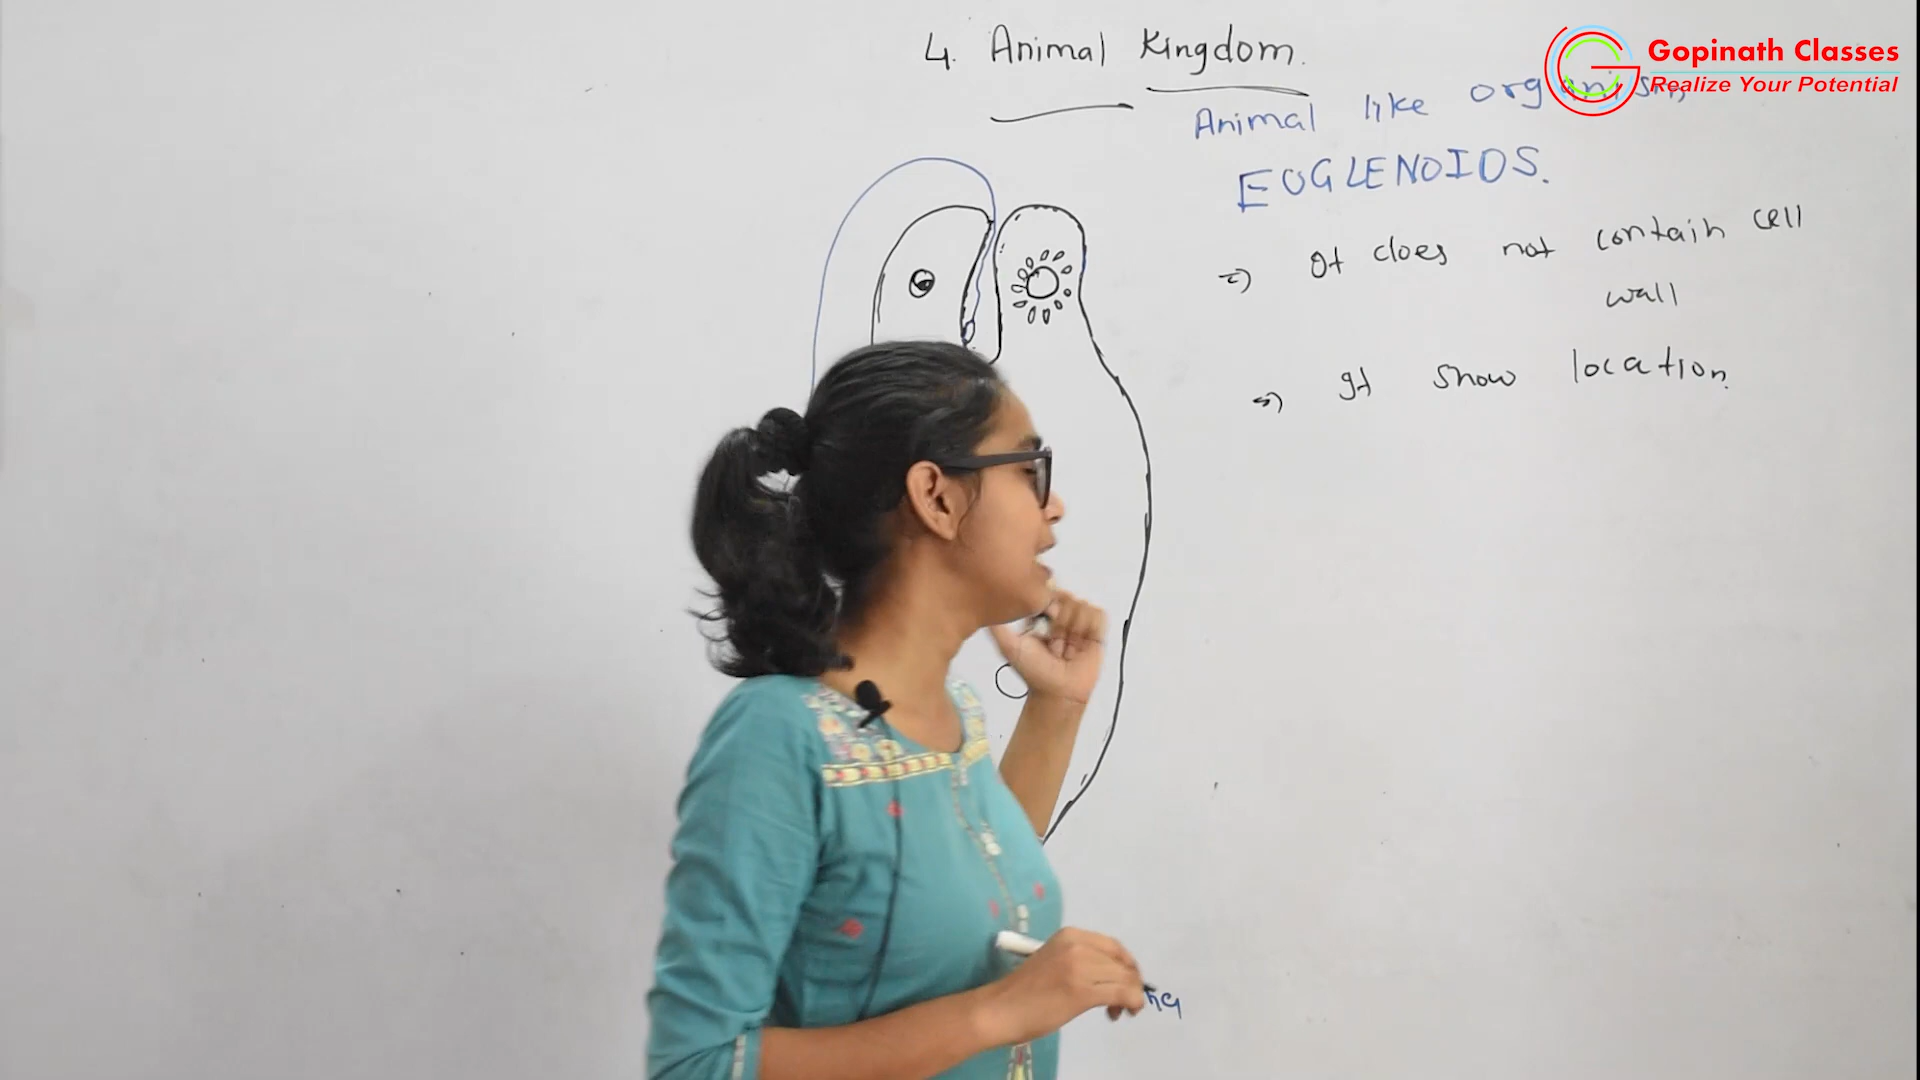 4. Animal Kingdom.
Gopinath Classes
Realize Your Potential
Animal like organism
EUGLENOIDS.
=) It does not contain cell
wall
=) It show location.